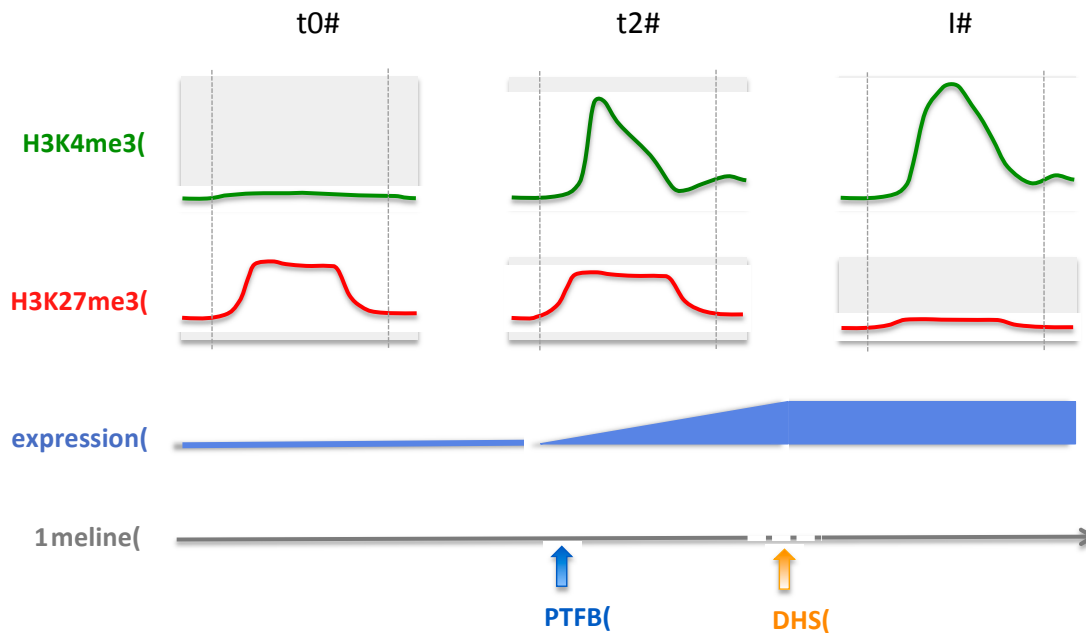 t0# t2# I#
H3K4me3(
H3K27me3(
expression(
1meline(
PTFB( DHS(